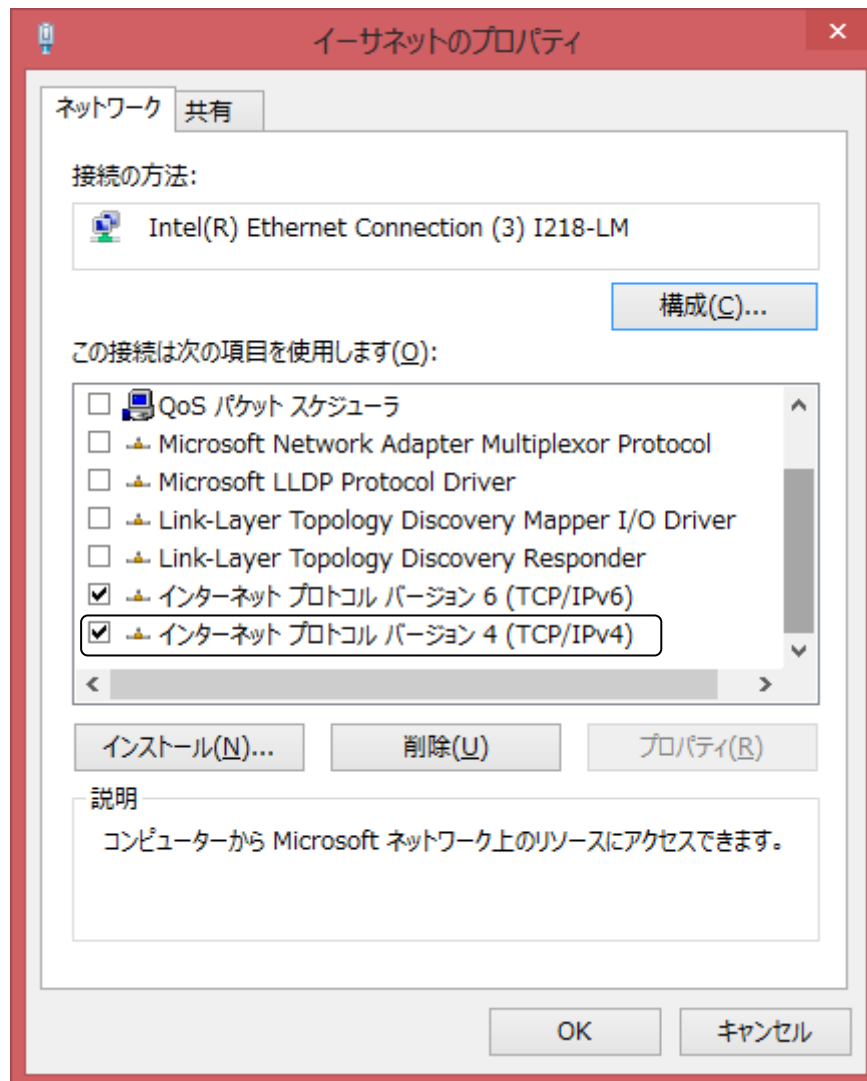 イーサネットのプロパティ
ネットワーク 共有
接続の方法:
Intel(R) Ethernet Connection (3) I218-LM
構成(C)...
この接続は次の項目を使用します(O):
QoS パケット スケジューラ
Microsoft Network Adapter Multiplexor Protocol
Microsoft LLDP Protocol Driver
Link-Layer Topology Discovery Mapper I/O Driver
Link-Layer Topology Discovery Responder
インターネット プロトコル バージョン 6 (TCP/IPv6)
インターネット プロトコル バージョン 4 (TCP/IPv4)
インストール(N)... 削除(U) プロパティ(R)
説明
コンピューターから Microsoft ネットワーク上のリソースにアクセスできます。
OK キャンセル